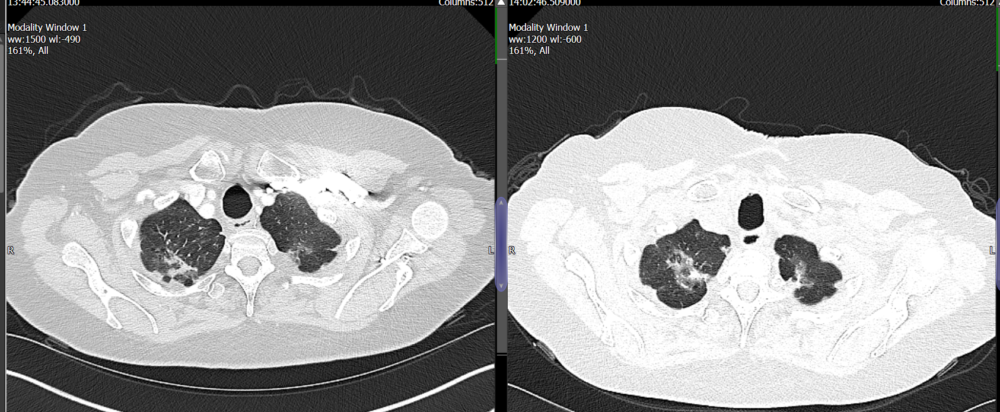 13:44:45.083000
Columns:512
Modality Window 1
ww:1500 wl:-490
161%, All
R
L
14:02:46.509000
Columns:512
Modality Window 1
ww:1200 wl:-600
161%, All
R
L